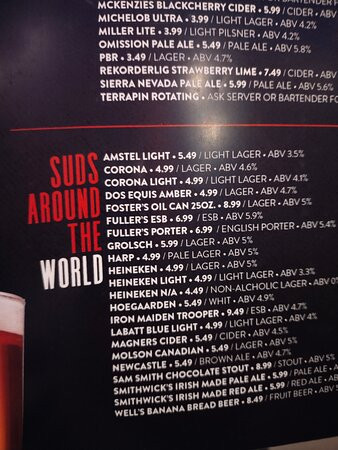 MCKENZIES BLACKCHERRY CIDER • 5.99 / CIDER • ABV
MICHELOB ULTRA • 3.99 / LIGHT LAGER • ABV 4.2%
MILLER LITE • 3.99 / LIGHT PILSNER • ABV 4.2%
OMISSION PALE ALE • 5.49 / PALE ALE • ABV 5.8%
PBR • 3.49 / LAGER • ABV 4.7%
REKORDERLIG STRAWBERRY LIME • 7.49 / CIDER • ABV
SIERRA NEVADA PALE ALE • 5.99 / PALE ALE • ABV 5.6%
TERRAPIN ROTATING • ASK SERVER OR BARTENDER FO
SUDS
AROUND
THE
WORLD
AMSTEL LIGHT • 5.49 / LIGHT LAGER • ABV 3.5%
CORONA • 4.99 / LAGER • ABV 4.6%
CORONA LIGHT • 4.99 / LIGHT LAGER • ABV 4.1%
DOS EQUIS AMBER • 4.99 / LAGER • ABV 4.7%
FOSTER'S OIL CAN 25OZ. • 8.99 / LAGER • ABV 5%
FULLER'S ESB • 6.99 / ESB • ABV 5.9%
FULLER'S PORTER • 6.99 / ENGLISH PORTER • ABV 5.4%
GROLSCH • 5.99 / LAGER • ABV 5%
HARP • 4.99 / PALE LAGER • ABV 5%
HEINEKEN • 4.99 / LAGER • ABV 5%
HEINEKEN LIGHT • 4.99 / LIGHT LAGER • ABV 3.3%
HEINEKEN N/A • 4.49 / NON-ALCHOLIC LAGER • ABV 0%
HOEGAARDEN • 5.49 / WHIT • ABV 4.9%
IRON MAIDEN TROOPER • 9.49 / ESB • ABV 4.7%
LABATT BLUE LIGHT • 4.99 / LIGHT LAGER • ABV 4%
MAGNERS CIDER • 5.49 / CIDER • ABV 4.5%
MOLSON CANADIAN • 5.49 / LAGER • ABV 5%
NEWCASTLE • 5.49 / BROWN ALE • ABV 4.7%
SAM SMITH CHOCOLATE STOUT • 8.99 / STOUT • ABV 5%
SMITHWICK'S IRISH MADE PALE ALE • 5.99 / PALE ALE • ABV
SMITHWICK'S IRISH MADE RED ALE • 5.99 / RED ALE • ABV
WELL'S BANANA BREAD BEER • 8.49 / FRUIT BEER • ABV